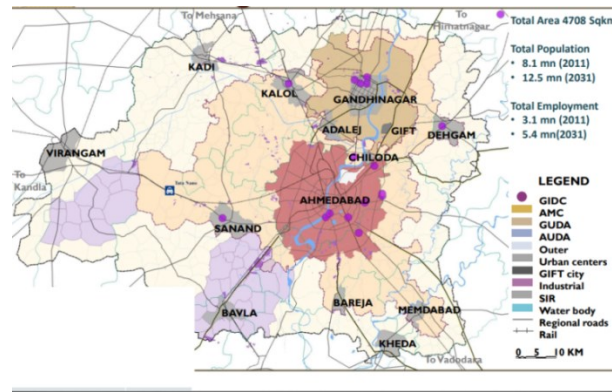 To Mehsana
To Himatnagar
Total Area 4708 Sqkm
Total Population
• 8.1 mn (2011)
• 12.5 mn (2031)
Total Employment
• 3.1 mn (2011)
• 5.4 mn(2031)
KADI
KALOL
GANDHINAGAR
ADALEJ
GIFT
DEHGAM
VIRANGAM
CHILODA
To Kandla
Tata Nano
AHMEDABAD
SANAND
BAVLA
BAREJA
MEMDABAD
KHEDA
To Vadodara
LEGEND
GIDC
AMC
GUDA
AUDA
Outer
Urban centers
GIFT city
Industrial
SIR
Water body
Regional roads
Rail
0 5 10 KM